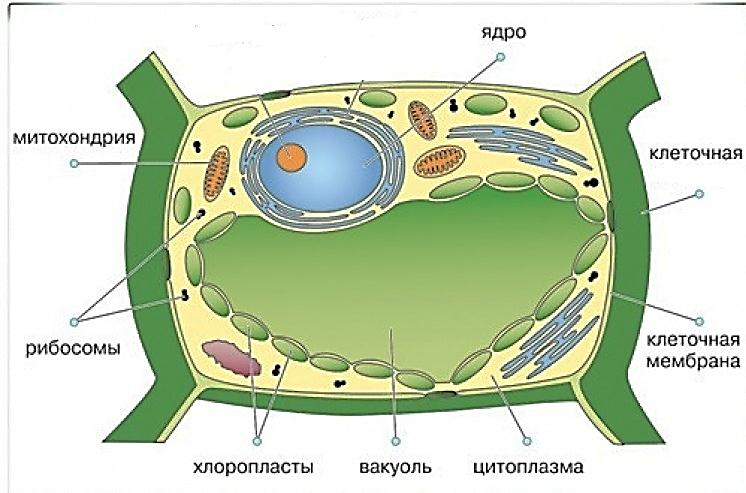 ядро
митохондрия
клеточная
рибосомы
клеточная
мембрана
хлоропласты
вакуоль
цитоплазма